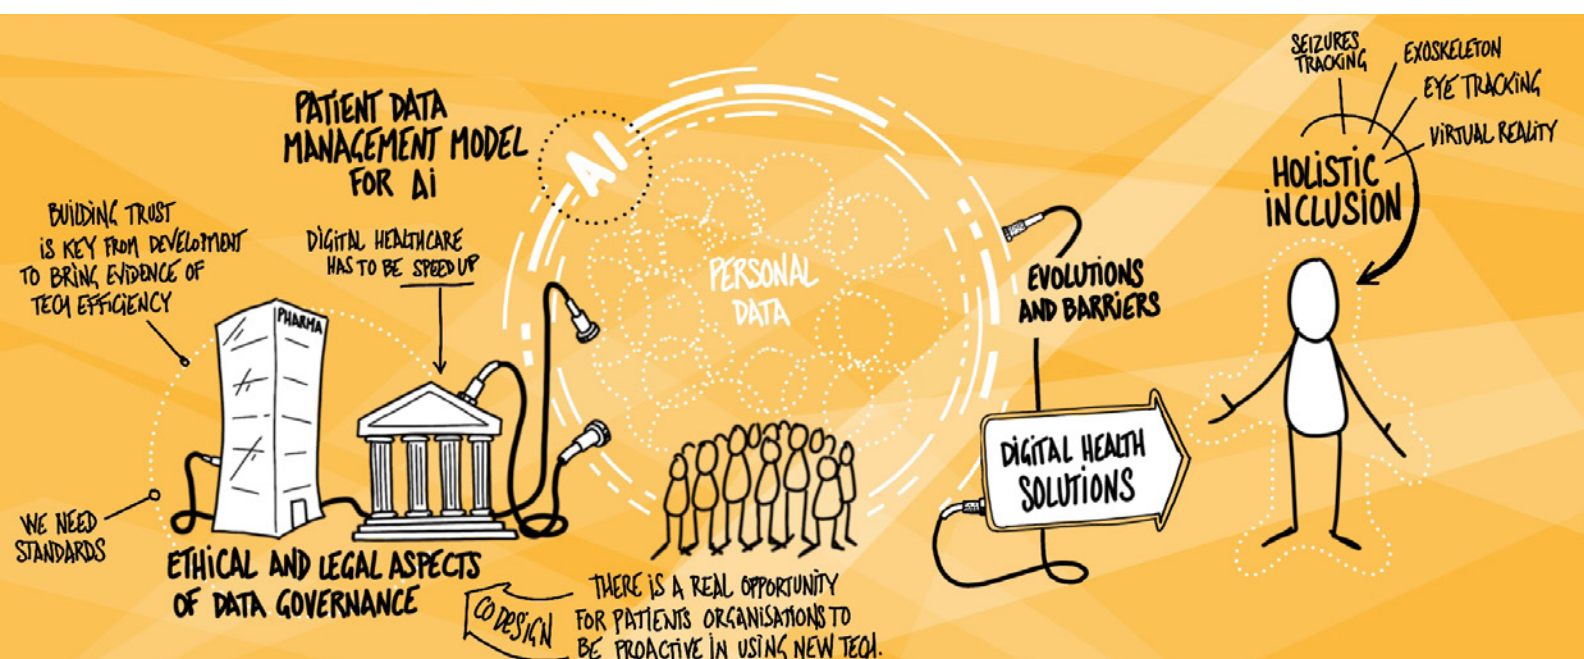 PATIENT DATA
MANAGEMENT MODEL
FOR Ai
BUILDING TRUST
IS KEY FROM DEVELOPMENT
TO BRING EVIDENCE OF
TECH EFFICIENCY
DIGITAL HEALTHCARE
HAS TO BE SPEED UP
PHARMA
WE NEED
STANDARDS
ETHICAL AND LEGAL ASPECTS
OF DATA GOVERNANCE
CO DESIGN
THERE IS A REAL OPPORTUNITY
FOR PATIENTS ORGANISATIONS TO
BE PROACTIVE IN USING NEW TECH.
AI
PERSONAL
DATA
EVOLUTIONS
AND BARRIERS
DIGITAL HEALTH
SOLUTIONS
SEIZURES
TRACKING
EXOSKELETON
EYE TRACKING
VIRTUAL REALITY
HOLISTIC
INCLUSION